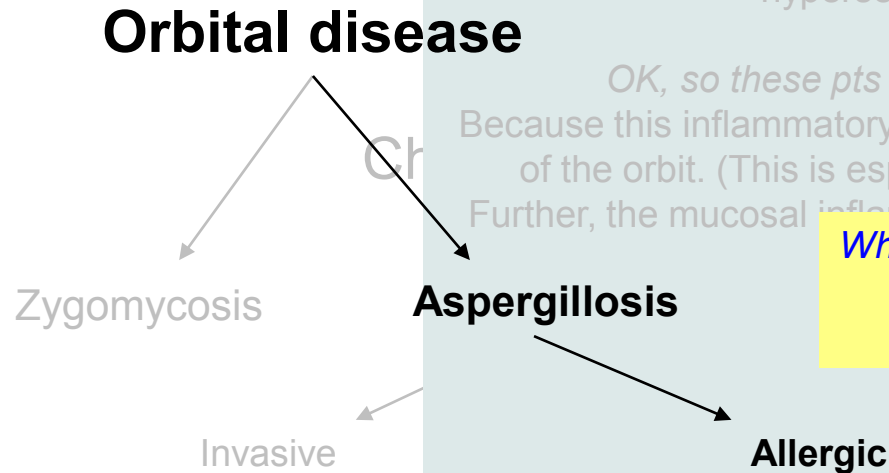 Orbital disease
OK, so these pts
Because this inflammatory
of the orbit. (This is
Further, the mucosal
Zygomycosis
Aspergillosis
Invasive
Allergic